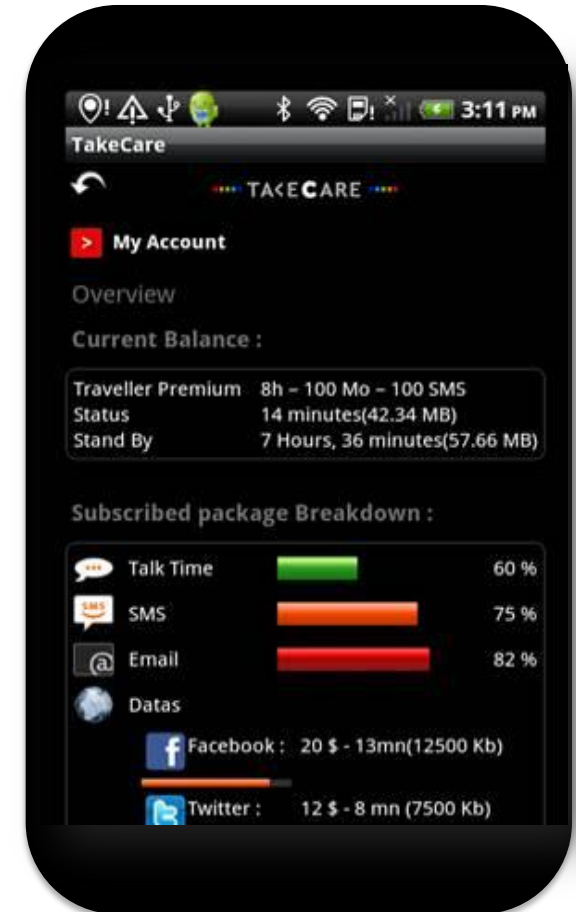 3:11 PM
TakeCare
TAKECARE
> My Account
Overview
Current Balance :
Traveller Premium 8h – 100 Mo – 100 SMS
Status 14 minutes(42.34 MB)
Stand By 7 Hours, 36 minutes(57.66 MB)
Subscribed package Breakdown :
Talk Time 60 %
SMS SMS 75 %
@ Email 82 %
Datas
f Facebook : 20 $ - 13mn(12500 Kb)
Twitter : 12 $ - 8 mn (7500 Kb)